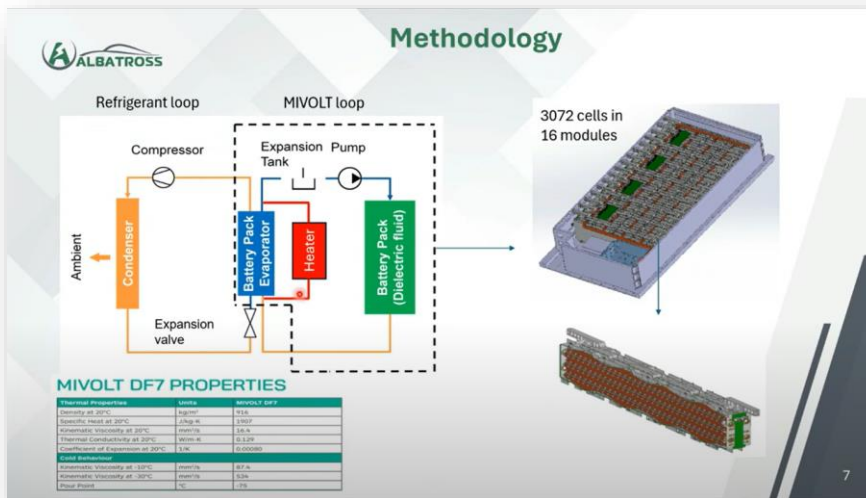 ALBATROSS
Methodology
Refrigerant loop
MIVOLT loop
Compressor
Expansion
Tank
Pump
Ambient
Condenser
Battery Pack
Evaporator
Heater
Battery Pack
(Dielectric fluid)
Expansion
valve
3072 cells in
16 modules
MIVOLT DF7 PROPERTIES
Thermal Properties Units MIVOLT DF7
Density at 20°C kg/m³ 916
Specific Heat at 20°C J/kg·K 1907
Kinematic Viscosity at 20°C mm²/s 16.4
Thermal Conductivity at 20°C W/m·K 0.129
Coefficient of Expansion at 20°C 1/K 0.00080
Cold Behaviour
Kinematic Viscosity at -10°C mm²/s 87.4
Kinematic Viscosity at -30°C mm²/s 534
Pour Point °C -75
7